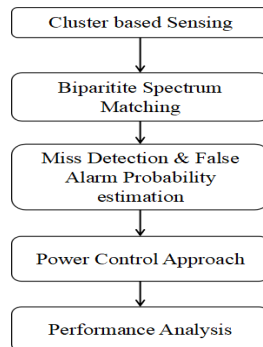 Cluster based Sensing
Biparitite Spectrum
Matching
Miss Detection & False
Alarm Probability
estimation
Power Control Approach
Performance Analysis